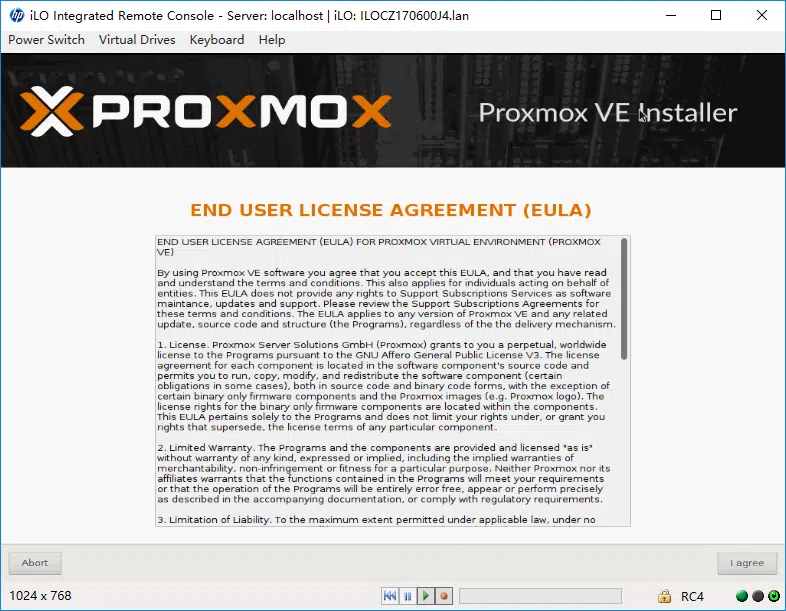 iLO Integrated Remote Console - Server: localhost | iLO: ILOCZ170600J4.lan
Power Switch Virtual Drives Keyboard Help
PROXMOX
Proxmox VE Installer
END USER LICENSE AGREEMENT (EULA)
END USER LICENSE AGREEMENT (EULA) FOR PROXMOX VIRTUAL ENVIRONMENT (PROXMOX
VE)
By using Proxmox VE software you agree that you accept this EULA, and that you have read
and understand the terms and conditions. This also applies for individuals acting on behalf of
entities. This EULA does not provide any rights to Support Subscriptions Services as software
maintance, updates and support. Please review the Support Subscriptions Agreements for
these terms and conditions. The EULA applies to any version of Proxmox VE and any related
update, source code and structure (the Programs), regardless of the the delivery mechanism.
1. License. Proxmox Server Solutions GmbH (Proxmox) grants to you a perpetual, worldwide
license to the Programs pursuant to the GNU Affero General Public License V3. The license
agreement for each component is located in the software component's source code and
permits you to run, copy, modify, and redistribute the software component (certain
obligations in some cases), both in source code and binary code forms, with the exception of
certain binary only firmware components and the Proxmox images (e.g. Proxmox logo). The
license rights for the binary only firmware components are located within the components.
This EULA pertains solely to the Programs and does not limit your rights under, or grant you
rights that supersede, the license terms of any particular component.
2. Limited Warranty. The Programs and the components are provided and licensed "as is"
without warranty of any kind, expressed or implied, including the implied warranties of
merchantability, non-infringement or fitness for a particular purpose. Neither Proxmox nor its
affiliates warrants that the functions contained in the Programs will meet your requirements
or that the operation of the Programs will be entirely error free, appear or perform precisely
as described in the accompanying documentation, or comply with regulatory requirements.
3. Limitation of Liability. To the maximum extent permitted under applicable law, under no
Abort
I agree
1024 x 768
RC4